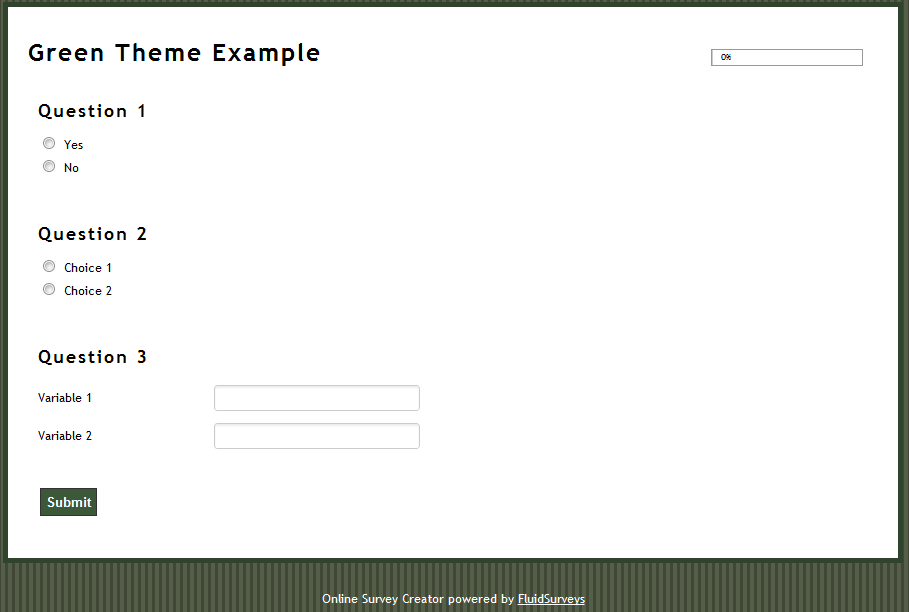 Green Theme Example
0%
Question 1
Yes
No
Question 2
Choice 1
Choice 2
Question 3
Variable 1
Variable 2
Submit
Online Survey Creator powered by FluidSurveys